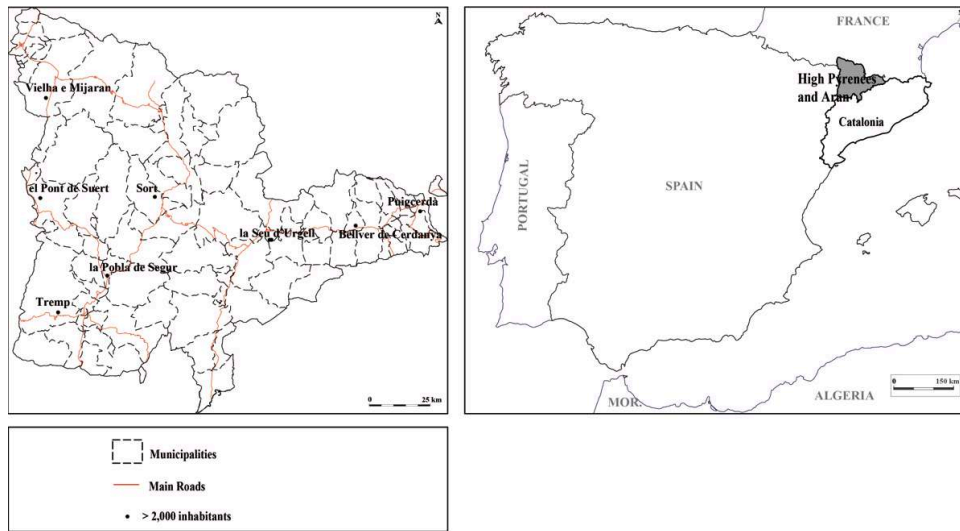 N
Vielha e Mijaran
el Pont de Suert
Sort
Puigcerdà
la Seu d'Urgell
Bellver de Cerdanya
la Pobla de Segur
Tremp
0 25 km
FRANCE
High Pyrenees
and Aran
Catalonia
SPAIN
PORTUGAL
0 150 km
MOR.
ALGERIA
Municipalities
Main Roads
> 2,000 inhabitants